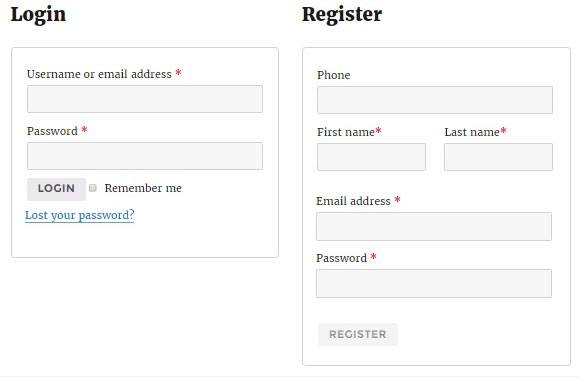 Login
Username or email address *
Password *
LOGIN Remember me
Lost your password?
Register
Phone
First name* Last name*
Email address *
Password *
REGISTER